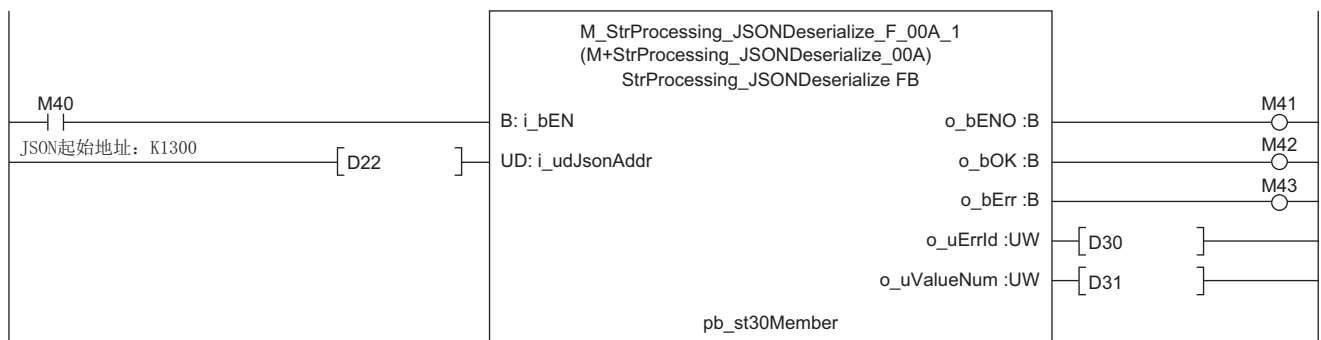 M_StrProcessing_JSONDeserialize_F_00A_1
(M+StrProcessing_JSONDeserialize_00A)
StrProcessing_JSONDeserialize FB
M40
B: i_bEN
o_bENO :B
M41
JSON起始地址：K1300
D22
UD: i_udJsonAddr
o_bOK :B
M42
o_bErr :B
M43
o_uErrId :UW
D30
o_uValueNum :UW
D31
pb_st30Member